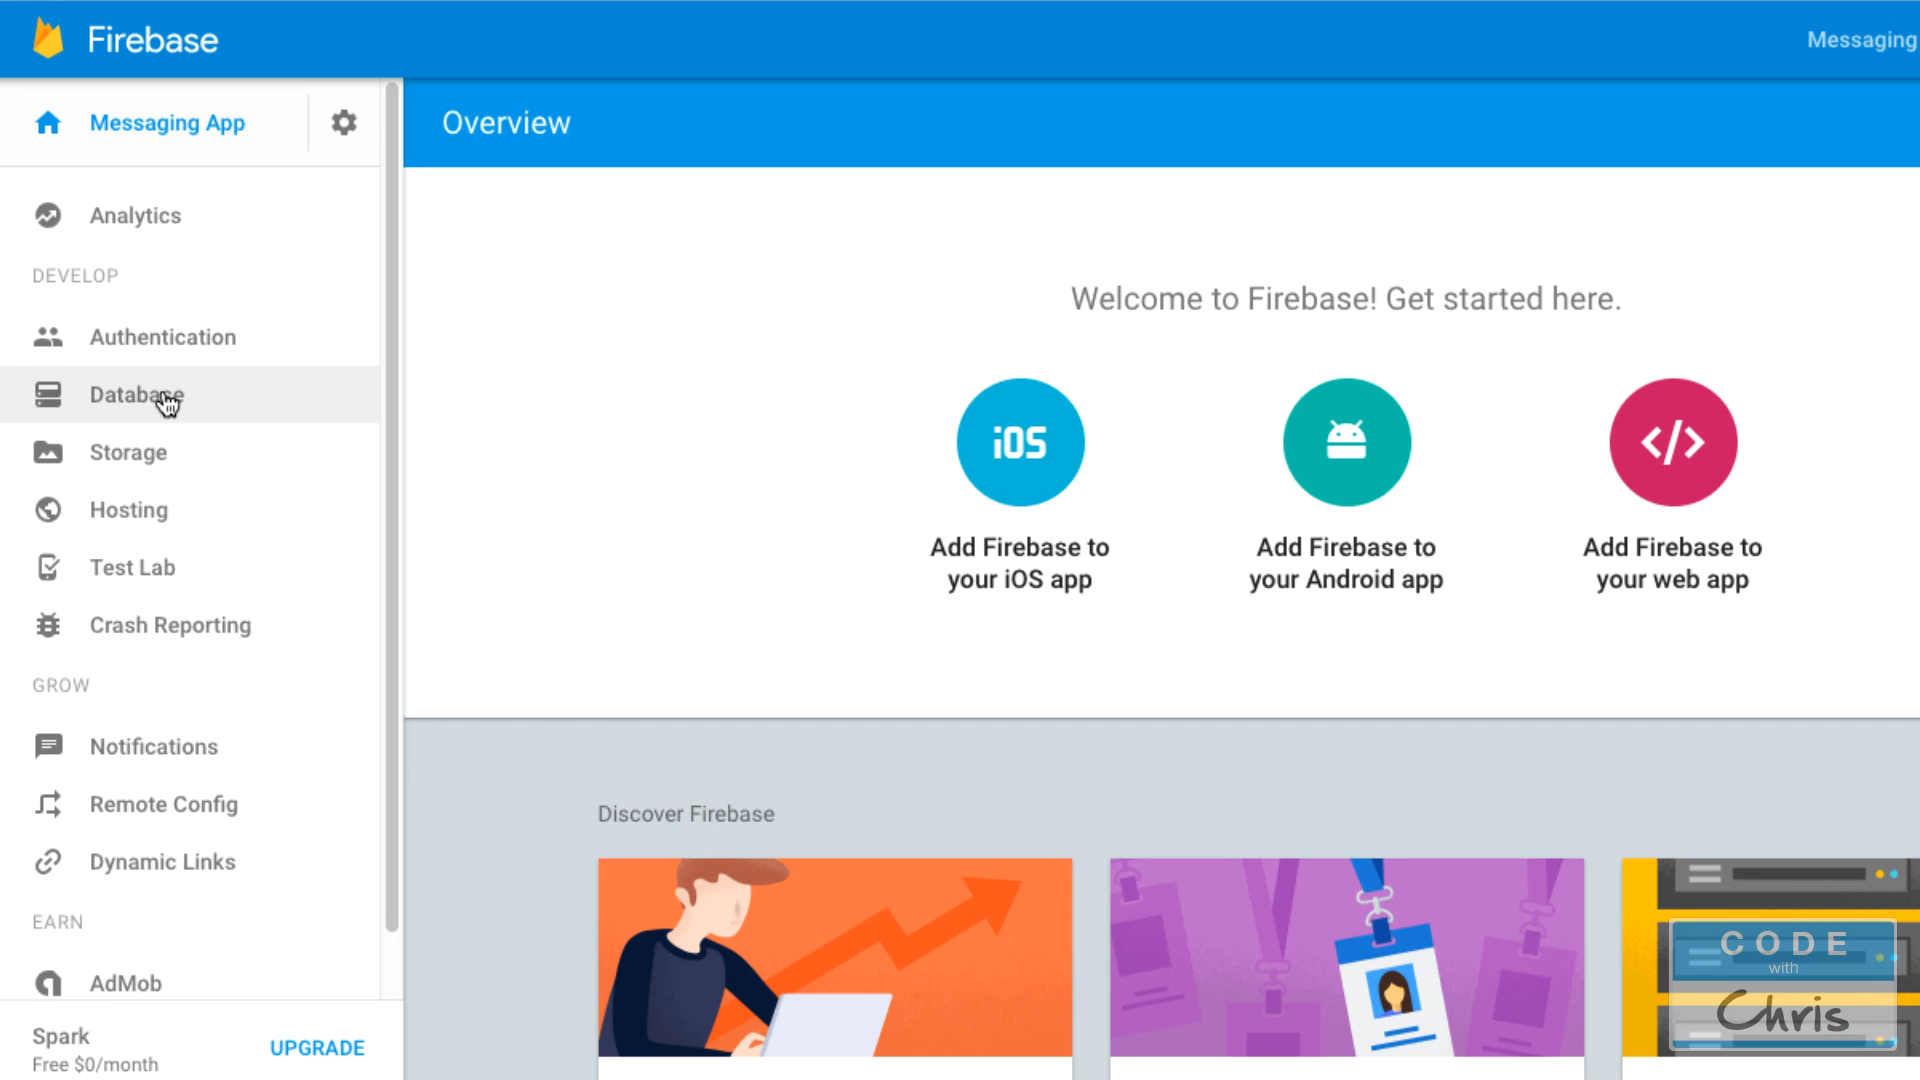 Firebase
Messaging
Messaging App
Overview
Analytics
DEVELOP
Authentication
Database
Storage
Hosting
Test Lab
Crash Reporting
GROW
Notifications
Remote Config
Dynamic Links
EARN
AdMob
Spark
Free $0/month
UPGRADE
Welcome to Firebase! Get started here.
iOS
Add Firebase to
your iOS app
Add Firebase to
your Android app
</>
Add Firebase to
your web app
Discover Firebase
CODE
with
Chris